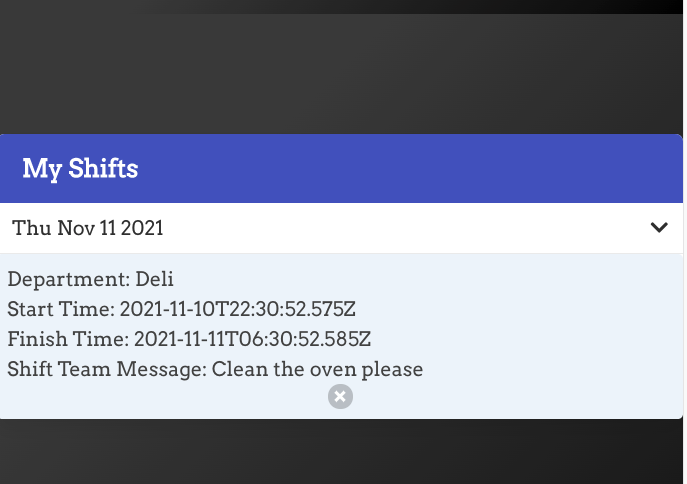 My Shifts
Thu Nov 11 2021
Department: Deli
Start Time: 2021-11-10T22:30:52.575Z
Finish Time: 2021-11-11T06:30:52.585Z
Shift Team Message: Clean the oven please